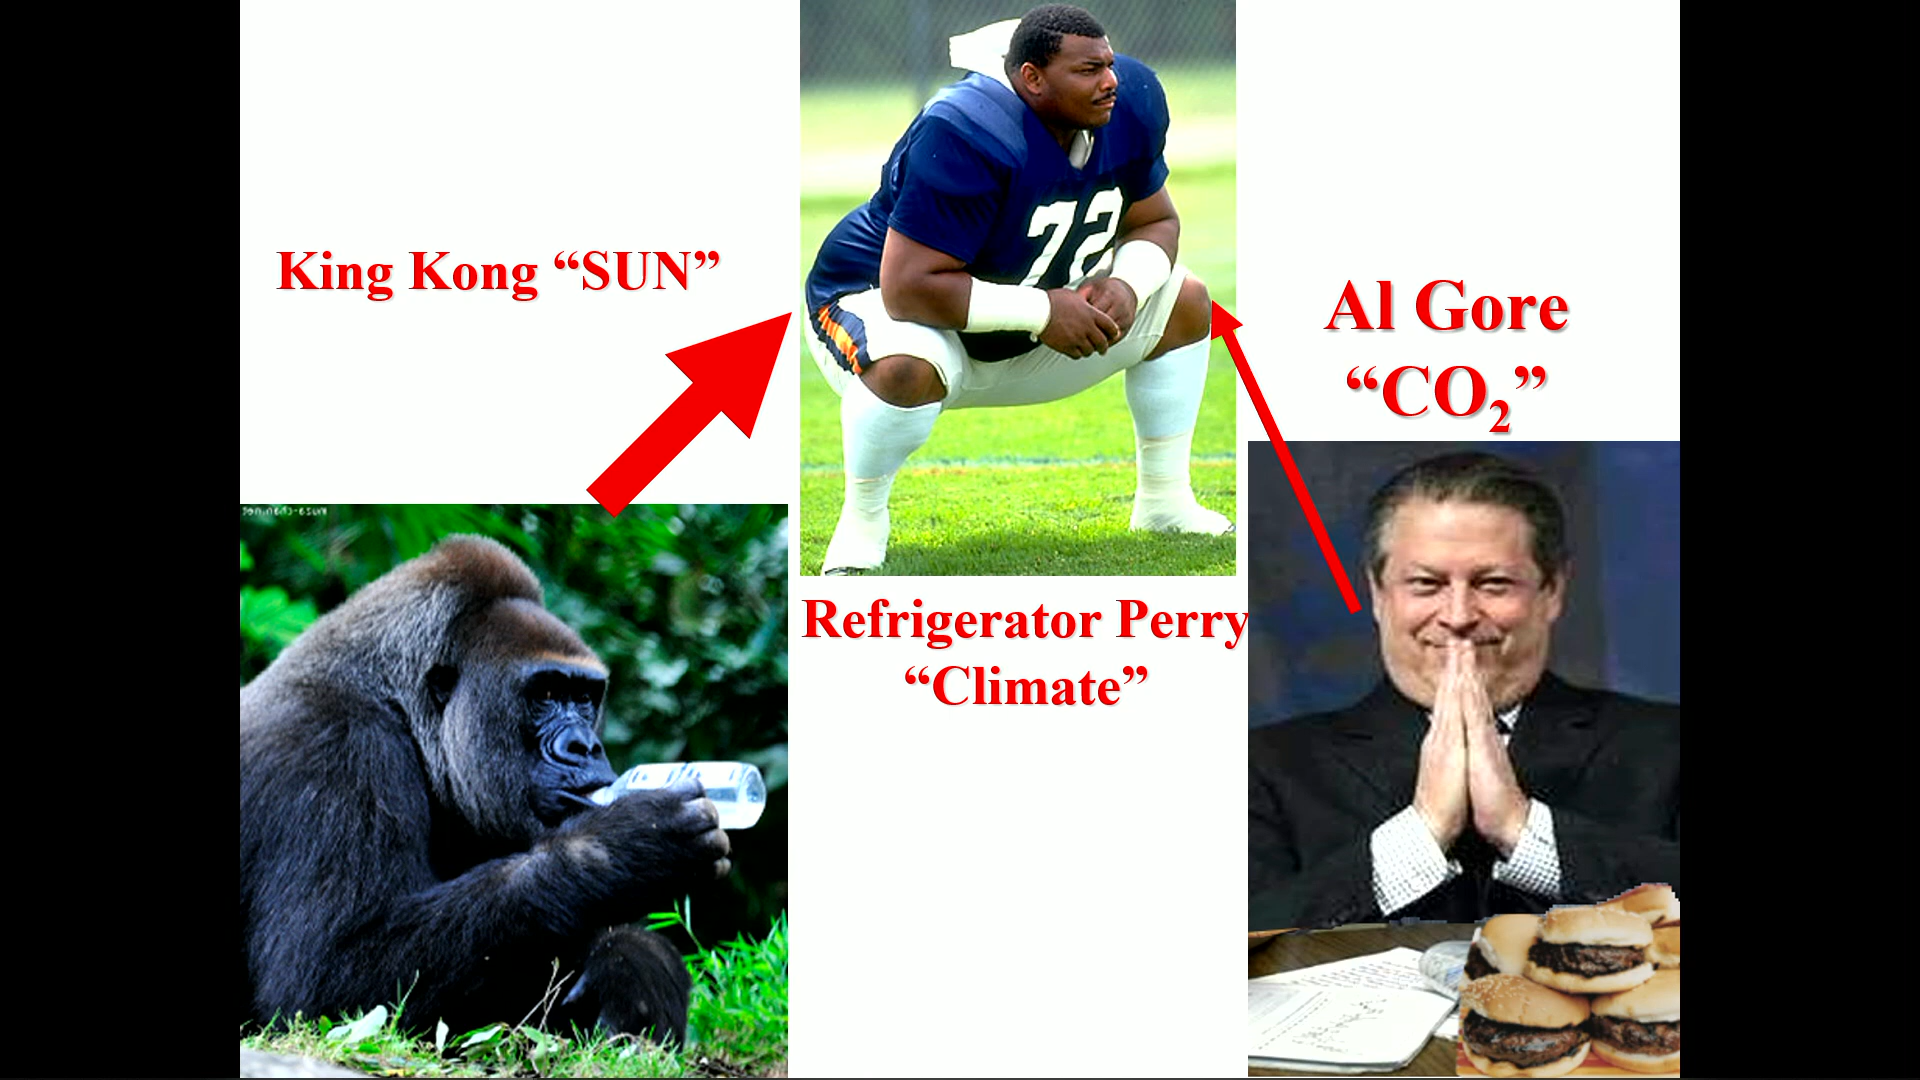 King Kong “SUN”
72
Al Gore
“CO₂”
Refrigerator Perry
“Climate”